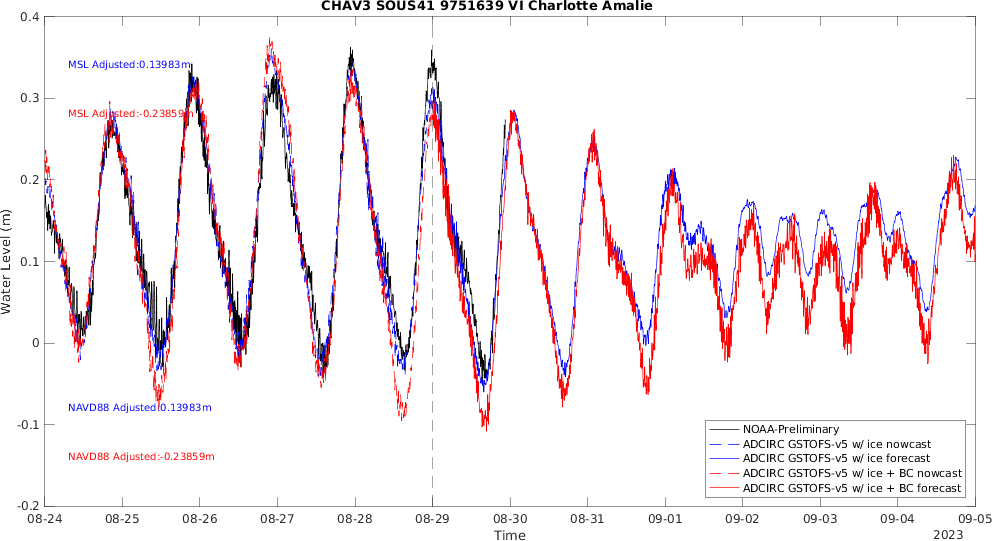 CHAV3 SOUS41 9751639 VI Charlotte Amalie
0.4
0.3
0.2
0.1
0
-0.1
-0.2
Water Level (m)
MSL Adjusted:0.13983m
MSL Adjusted:-0.23859m
NAVD88 Adjusted:0.13983m
NAVD88 Adjusted:-0.23859m
NOAA-Preliminary
ADCIRC GSTOFS-v5 w/ ice nowcast
ADCIRC GSTOFS-v5 w/ ice forecast
ADCIRC GSTOFS-v5 w/ ice + BC nowcast
ADCIRC GSTOFS-v5 w/ ice + BC forecast
08-24 08-25 08-26 08-27 08-28 08-29 08-30 08-31 09-01 09-02 09-03 09-04 09-05
Time
2023